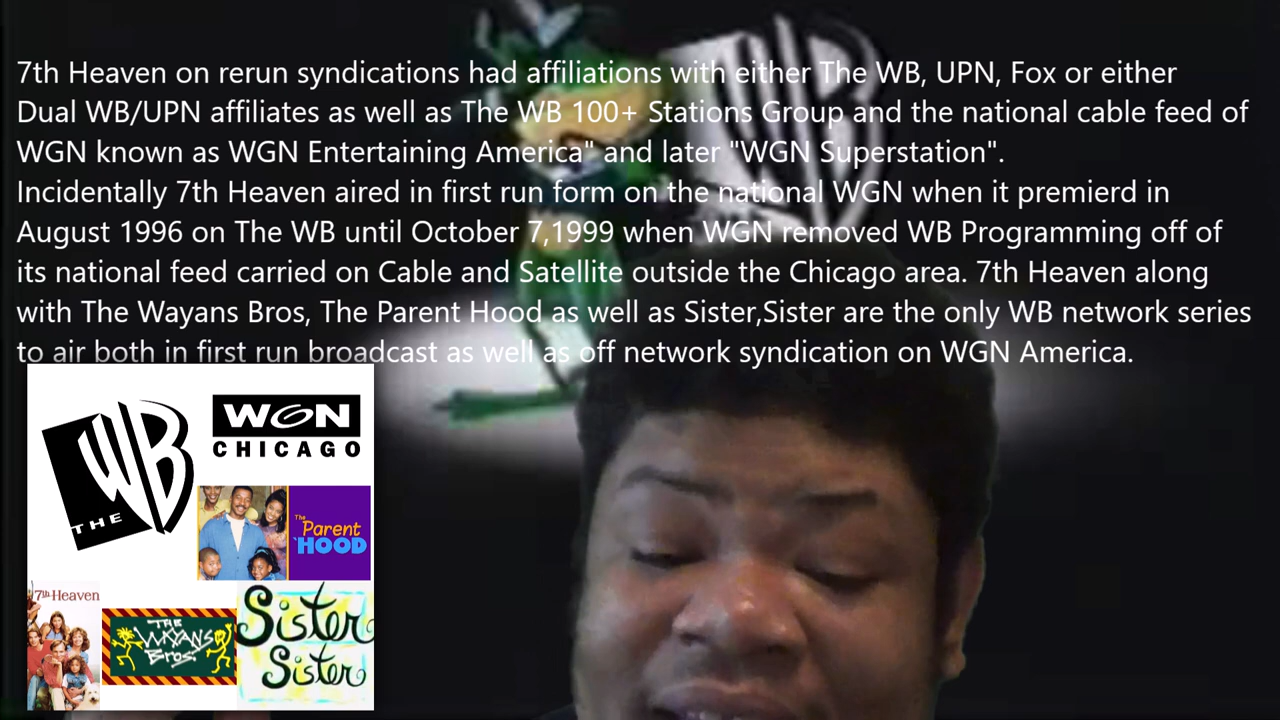 7th Heaven on rerun syndications had affiliations with either The WB, UPN, Fox or either
Dual WB/UPN affiliates as well as The WB 100+ Stations Group and the national cable feed of
WGN known as WGN Entertaining America" and later "WGN Superstation".
Incidentally 7th Heaven aired in first run form on the national WGN when it premierd in
August 1996 on The WB until October 7,1999 when WGN removed WB Programming off of
its national feed carried on Cable and Satellite outside the Chicago area. 7th Heaven along
with The Wayans Bros, The Parent Hood as well as Sister,Sister are the only WB network series
to air both in first run broadcast as well as off network syndication on WGN America.
WB
THE WB
WGN
CHICAGO
The
Parent
'HOOD
7th Heaven
THE
WAYANS
Bros.
Sister
Sister